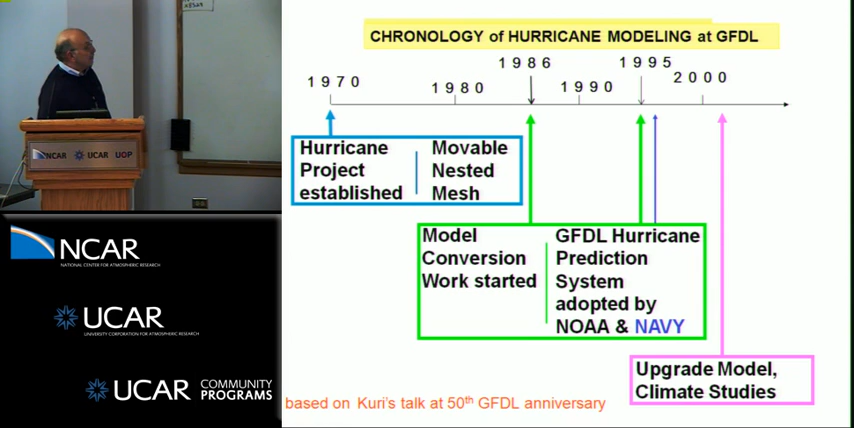 CHRONOLOGY of HURRICANE MODELING at GFDL
1970
1980
1986
1990
1995
2000
Hurricane
Project
established
Movable
Nested
Mesh
Model
Conversion
Work started
GFDL Hurricane
Prediction
System
adopted by
NOAA & NAVY
Upgrade Model,
Climate Studies
based on Kuri's talk at 50th GFDL anniversary
NCAR UCAR UOP
NCAR
NATIONAL CENTER FOR ATMOSPHERIC RESEARCH
UCAR
UNIVERSITY CORPORATION FOR ATMOSPHERIC RESEARCH
UCAR COMMUNITY
PROGRAMS